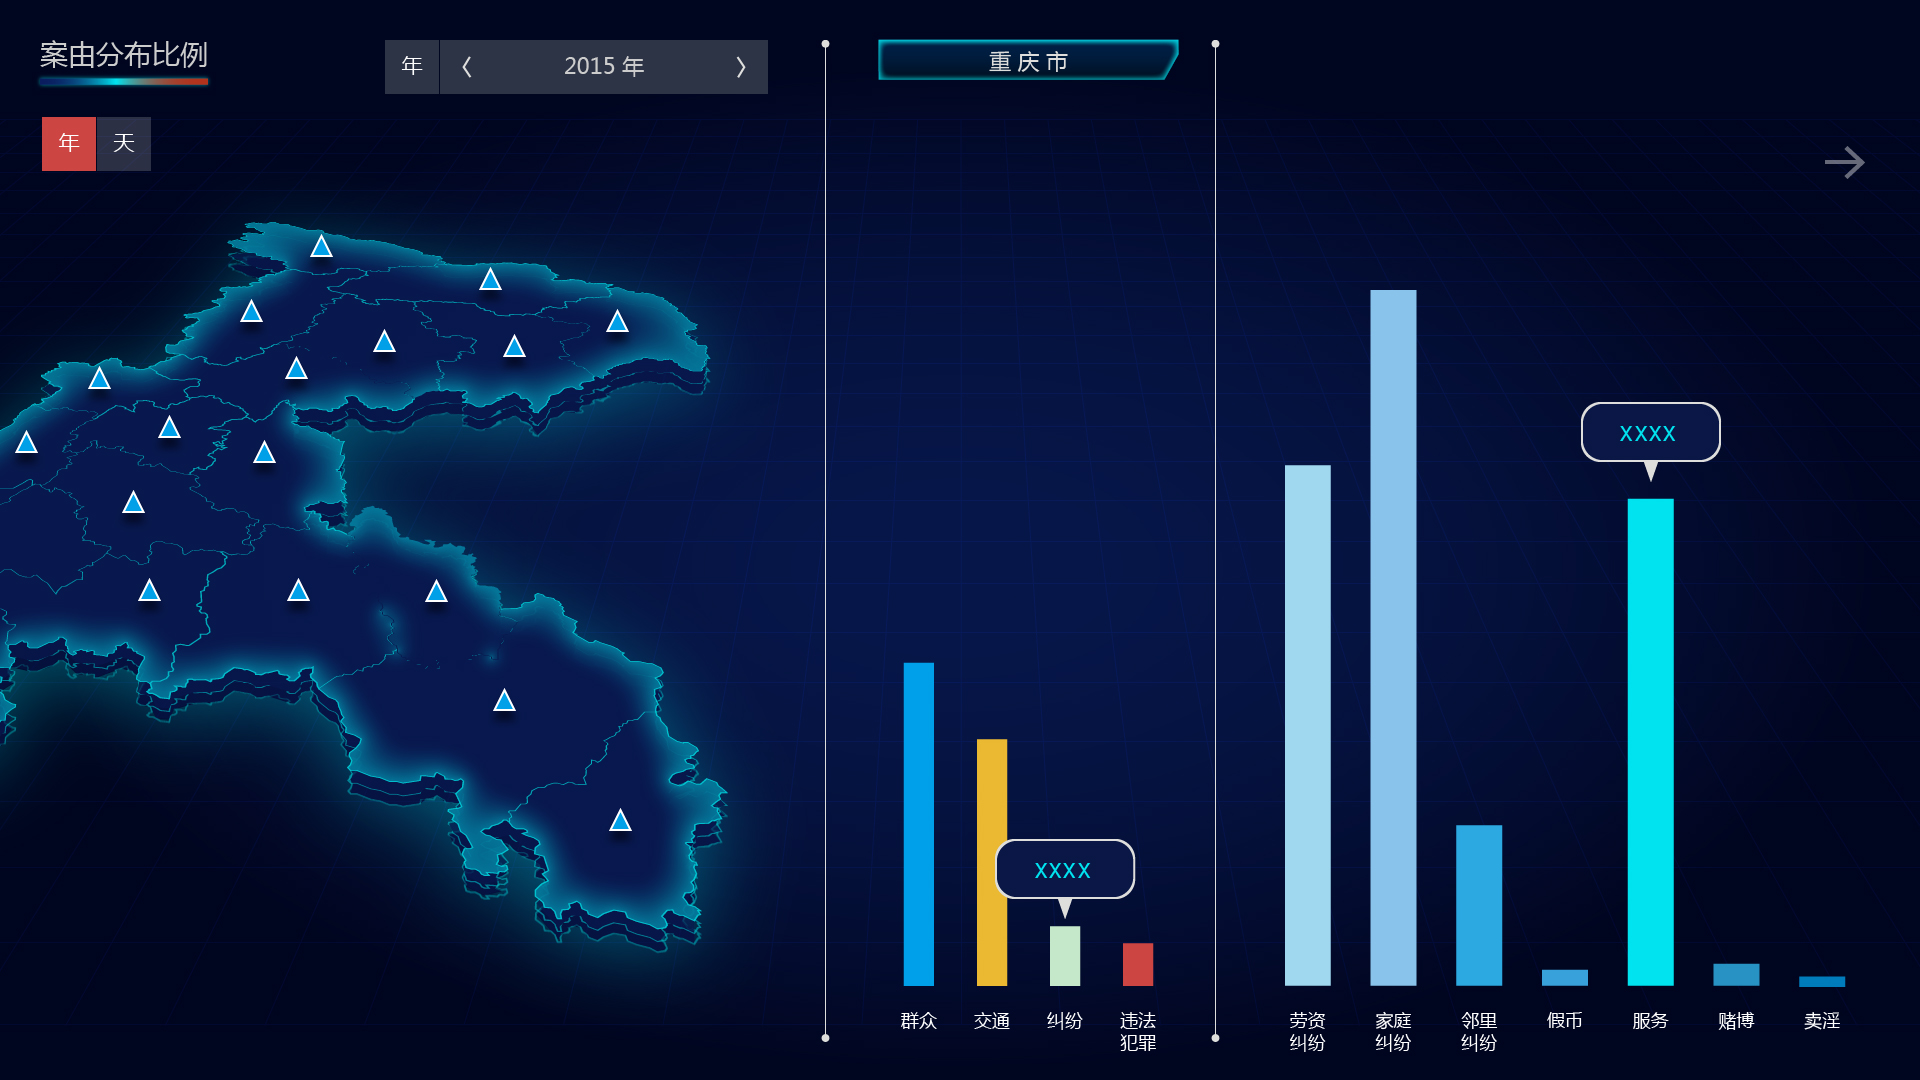 案由分布比例
年
2015 年
重庆市
年
天
xxxx
xxxx
群众
交通
纠纷
违法
犯罪
劳资
纠纷
家庭
纠纷
邻里
纠纷
假币
服务
赌博
卖淫